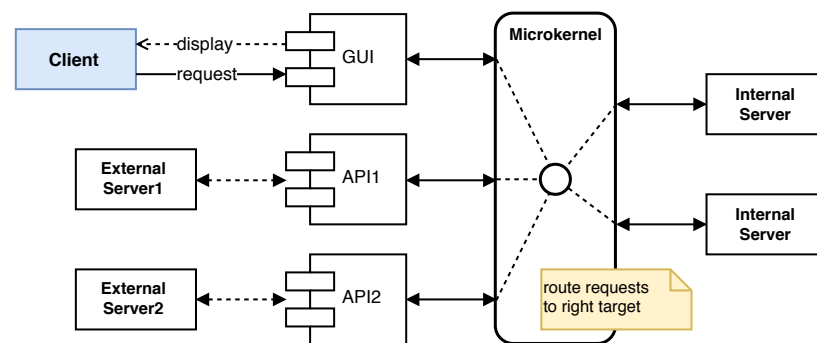 Microkernel
display
Client
GUI
request
Internal
Server
External
Server1
API1
Internal
Server
External
Server2
API2
route requests
to right target